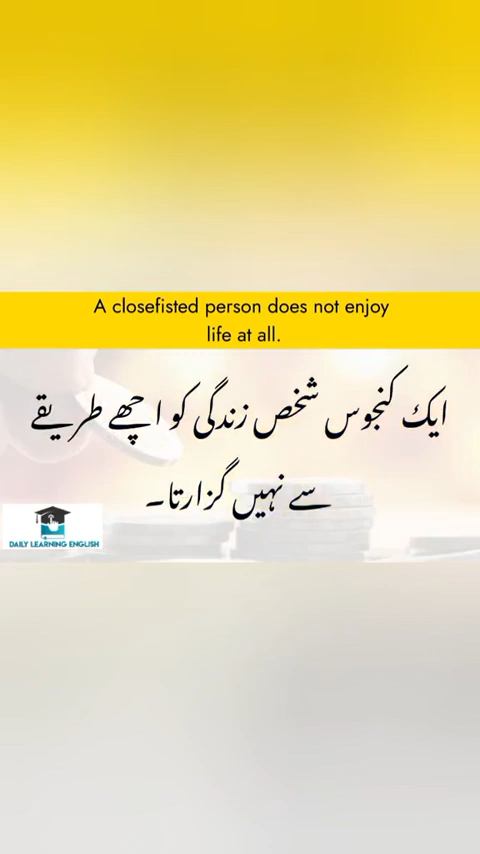 A closefisted person does not enjoy
life at all.
ایک کنجوس شخص زندگی کو اچھے طریقے
سے نہیں گزارتا۔
DAILY LEARNING ENGLISH